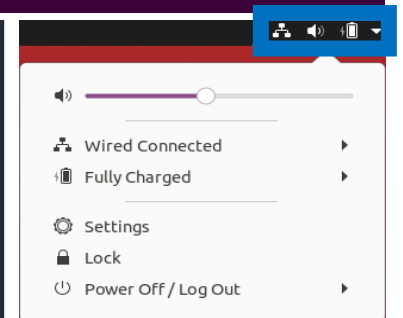 Wired Connected
Fully Charged
Settings
Lock
Power Off / Log Out